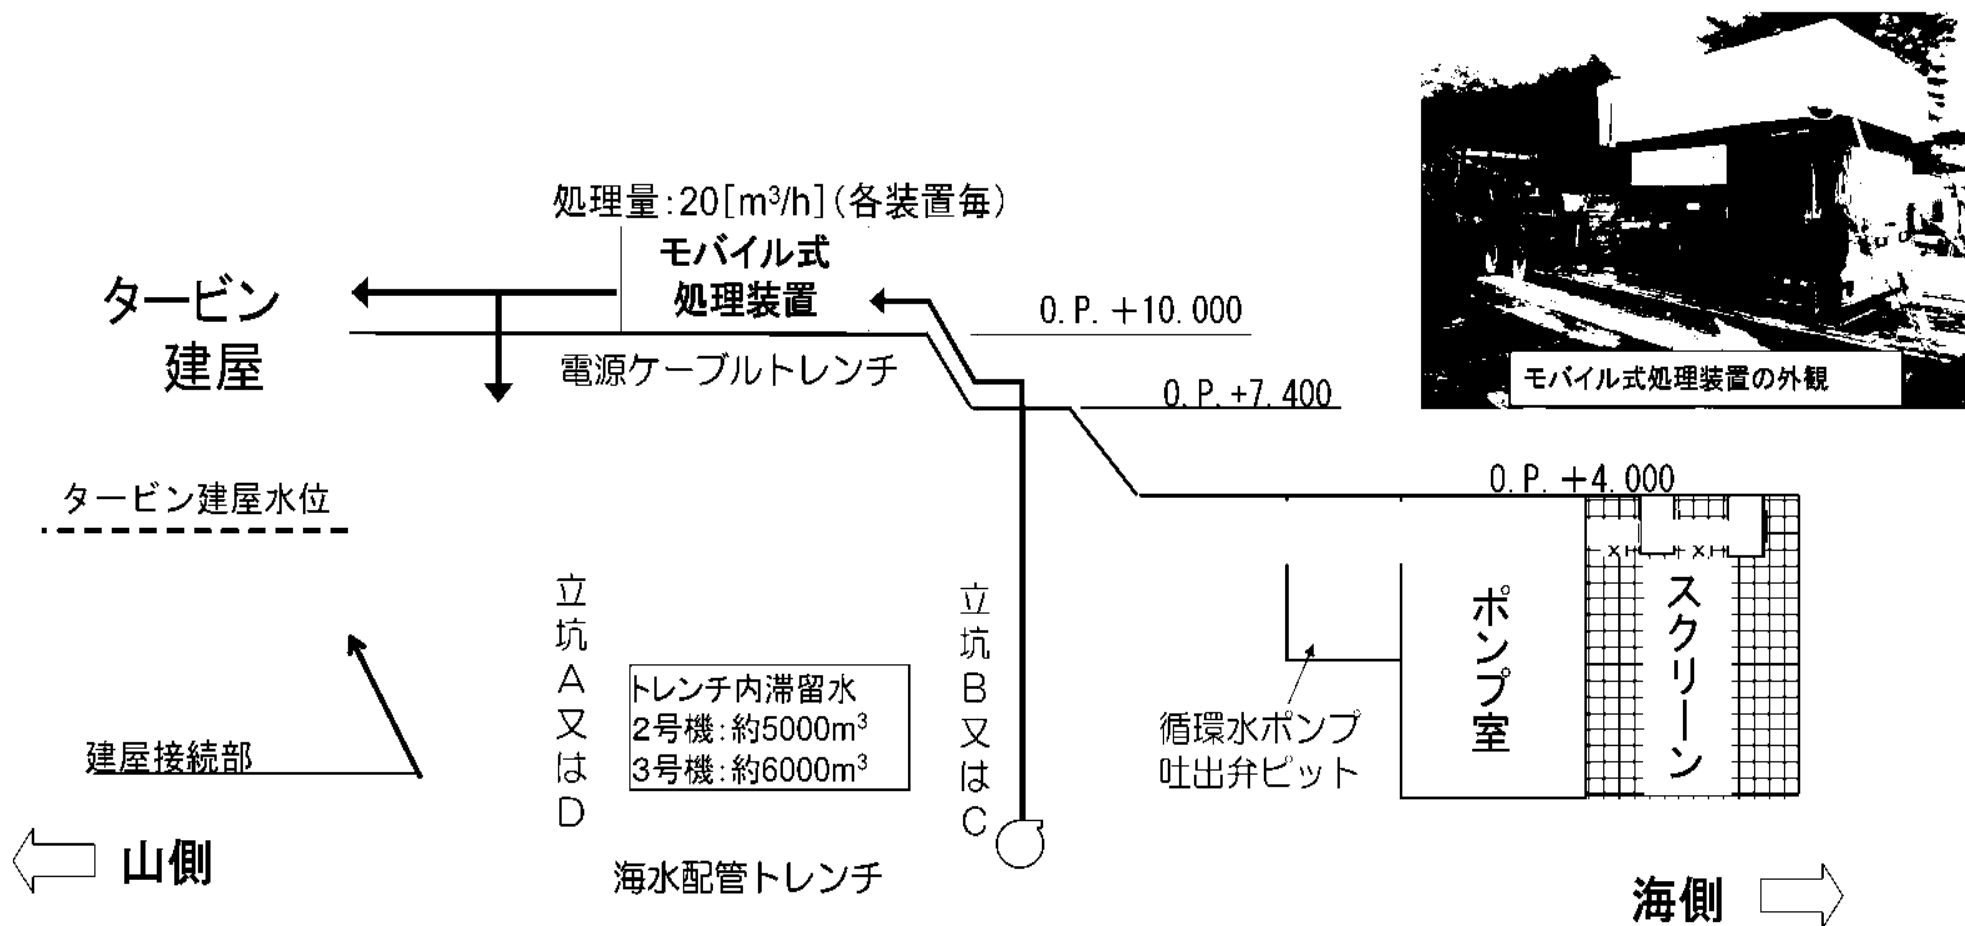 処理量：20[m³/h]（各装置毎）
モバイル式
処理装置
タービン
建屋
O.P.+10.000
電源ケーブルトレンチ
O.P.+7.400
モバイル式処理装置の外観
タービン建屋水位
O.P.+4.000
立坑A又はD
立坑B又はC
トレンチ内滞留水
2号機：約5000m³
3号機：約6000m³
ポンプ室
スクリーン
循環水ポンプ
吐出弁ピット
建屋接続部
山側
海水配管トレンチ
海側